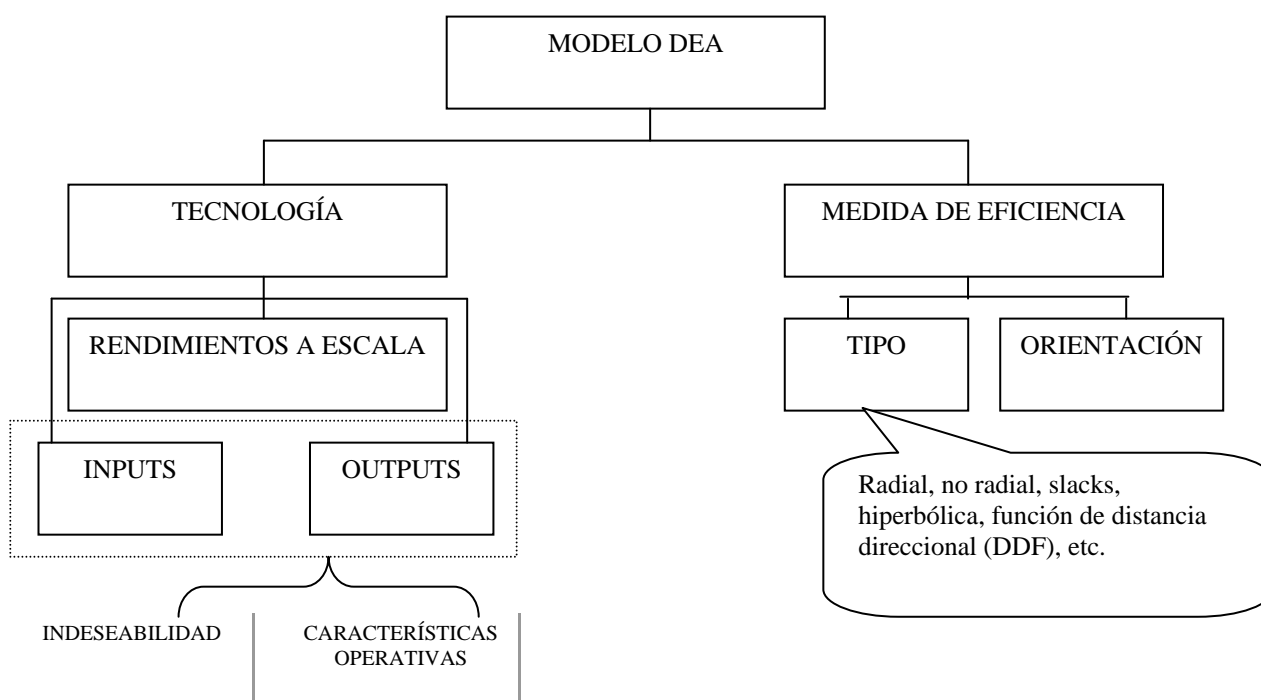 MODELO DEA
TECNOLOGÍA
MEDIDA DE EFICIENCIA
RENDIMIENTOS A ESCALA
TIPO
ORIENTACIÓN
INPUTS
OUTPUTS
Radial, no radial, slacks,
hiperbólica, función de distancia
direccional (DDF), etc.
INDESEABILIDAD
CARACTERÍSTICAS
OPERATIVAS